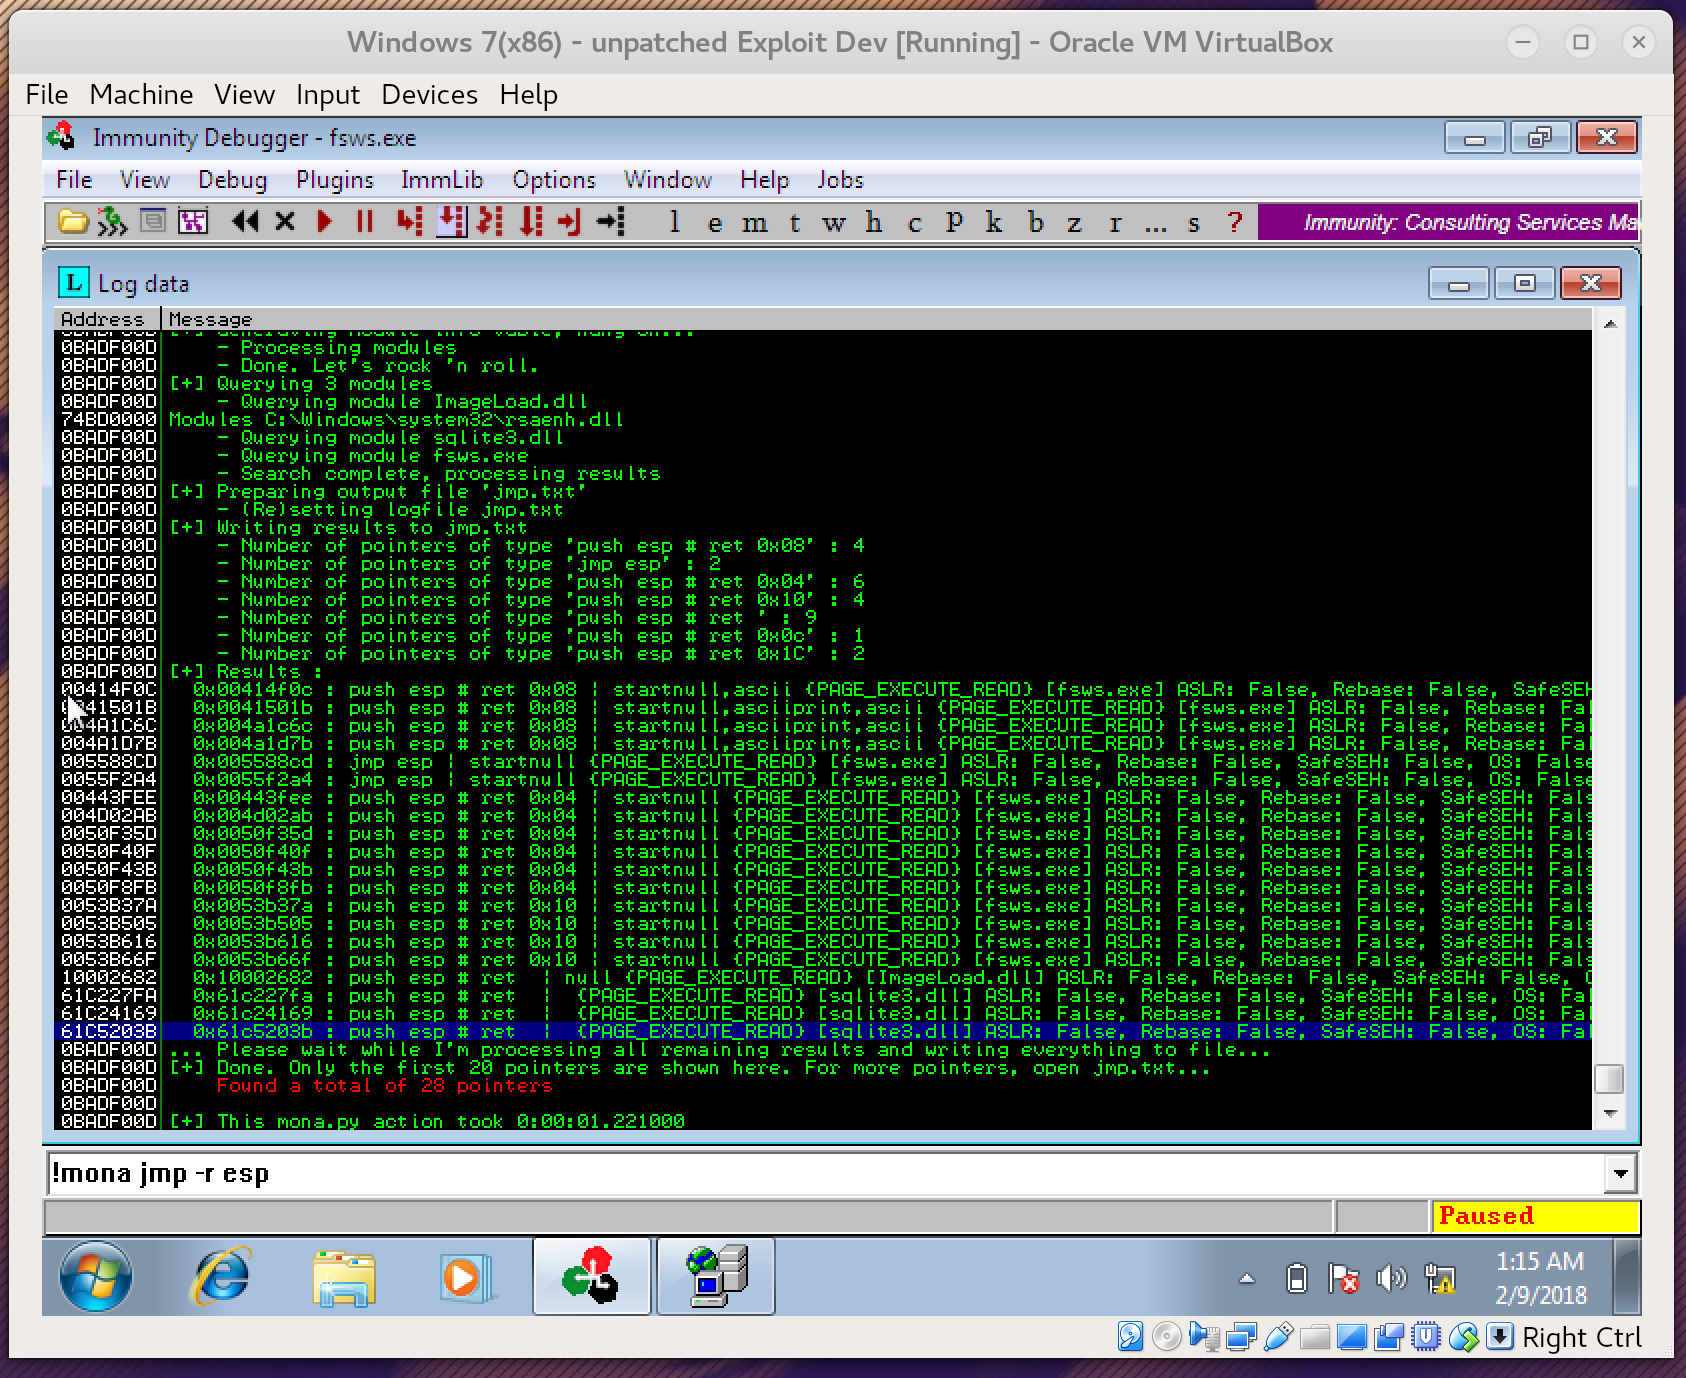 Windows 7(x86) - unpatched Exploit Dev [Running] - Oracle VM VirtualBox
File Machine View Input Devices Help
Immunity Debugger - fsws.exe
File View Debug Plugins ImmLib Options Window Help Jobs
l e m t w h c p k b z r ... s ? Immunity: Consulting Services Ma
L Log data
Address Message
0BADF00D - Processing modules
0BADF00D - Done. Let's rock 'n roll.
0BADF00D [+] Querying 3 modules
0BADF00D - Querying module ImageLoad.dll
74BD0000 Modules C:\Windows\system32\rsaenh.dll
0BADF00D - Querying module sqlite3.dll
0BADF00D - Querying module fsws.exe
0BADF00D - Search complete, processing results
0BADF00D [+] Preparing output file 'jmp.txt'
0BADF00D - (Re)setting logfile jmp.txt
0BADF00D [+] Writing results to jmp.txt
0BADF00D - Number of pointers of type 'push esp # ret 0x08' : 4
0BADF00D - Number of pointers of type 'jmp esp' : 2
0BADF00D - Number of pointers of type 'push esp # ret 0x04' : 6
0BADF00D - Number of pointers of type 'push esp # ret 0x10' : 4
0BADF00D - Number of pointers of type 'push esp # ret ' : 9
0BADF00D - Number of pointers of type 'push esp # ret 0x0c' : 1
0BADF00D - Number of pointers of type 'push esp # ret 0x1C' : 2
0BADF00D [+] Results :
00414F0C 0x00414f0c : push esp # ret 0x08 | startnull,ascii {PAGE_EXECUTE_READ} [fsws.exe] ASLR: False, Rebase: False, SafeSEH
0041501B 0x0041501b : push esp # ret 0x08 | startnull,asciiprint,ascii {PAGE_EXECUTE_READ} [fsws.exe] ASLR: False, Rebase: Fal
004A1C6C 0x004a1c6c : push esp # ret 0x08 | startnull,asciiprint,ascii {PAGE_EXECUTE_READ} [fsws.exe] ASLR: False, Rebase: Fal
004A1D7B 0x004a1d7b : push esp # ret 0x08 | startnull,asciiprint,ascii {PAGE_EXECUTE_READ} [fsws.exe] ASLR: False, Rebase: Fal
005588CD 0x005588cd : jmp esp | startnull {PAGE_EXECUTE_READ} [fsws.exe] ASLR: False, Rebase: False, SafeSEH: False, OS: False
0055F2A4 0x0055f2a4 : jmp esp | startnull {PAGE_EXECUTE_READ} [fsws.exe] ASLR: False, Rebase: False, SafeSEH: False, OS: False
00443FEE 0x00443fee : push esp # ret 0x04 | startnull {PAGE_EXECUTE_READ} [fsws.exe] ASLR: False, Rebase: False, SafeSEH: Fals
004D02AB 0x004d02ab : push esp # ret 0x04 | startnull {PAGE_EXECUTE_READ} [fsws.exe] ASLR: False, Rebase: False, SafeSEH: Fals
0050F35D 0x0050f35d : push esp # ret 0x04 | startnull {PAGE_EXECUTE_READ} [fsws.exe] ASLR: False, Rebase: False, SafeSEH: Fals
0050F40F 0x0050f40f : push esp # ret 0x04 | startnull {PAGE_EXECUTE_READ} [fsws.exe] ASLR: False, Rebase: False, SafeSEH: Fals
0050F43B 0x0050f43b : push esp # ret 0x04 | startnull {PAGE_EXECUTE_READ} [fsws.exe] ASLR: False, Rebase: False, SafeSEH: Fals
0050F8FB 0x0050f8fb : push esp # ret 0x04 | startnull {PAGE_EXECUTE_READ} [fsws.exe] ASLR: False, Rebase: False, SafeSEH: Fals
0053B37A 0x0053b37a : push esp # ret 0x10 | startnull {PAGE_EXECUTE_READ} [fsws.exe] ASLR: False, Rebase: False, SafeSEH: Fals
0053B505 0x0053b505 : push esp # ret 0x10 | startnull {PAGE_EXECUTE_READ} [fsws.exe] ASLR: False, Rebase: False, SafeSEH: Fals
0053B616 0x0053b616 : push esp # ret 0x10 | startnull {PAGE_EXECUTE_READ} [fsws.exe] ASLR: False, Rebase: False, SafeSEH: Fals
0053B66F 0x0053b66f : push esp # ret 0x10 | startnull {PAGE_EXECUTE_READ} [fsws.exe] ASLR: False, Rebase: False, SafeSEH: Fals
10002682 0x10002682 : push esp # ret | null {PAGE_EXECUTE_READ} [ImageLoad.dll] ASLR: False, Rebase: False, SafeSEH: False, O
61C227FA 0x61c227fa : push esp # ret | {PAGE_EXECUTE_READ} [sqlite3.dll] ASLR: False, Rebase: False, SafeSEH: False, OS: Fal
61C24169 0x61c24169 : push esp # ret | {PAGE_EXECUTE_READ} [sqlite3.dll] ASLR: False, Rebase: False, SafeSEH: False, OS: Fal
61C5203B 0x61c5203b : push esp # ret | {PAGE_EXECUTE_READ} [sqlite3.dll] ASLR: False, Rebase: False, SafeSEH: False, OS: Fal
0BADF00D ... Please wait while I'm processing all remaining results and writing everything to file...
0BADF00D [+] Done. Only the first 20 pointers are shown here. For more pointers, open jmp.txt...
0BADF00D Found a total of 28 pointers
0BADF00D
0BADF00D [+] This mona.py action took 0:00:01.221000
!mona jmp -r esp
Paused
1:15 AM
2/9/2018
Right Ctrl